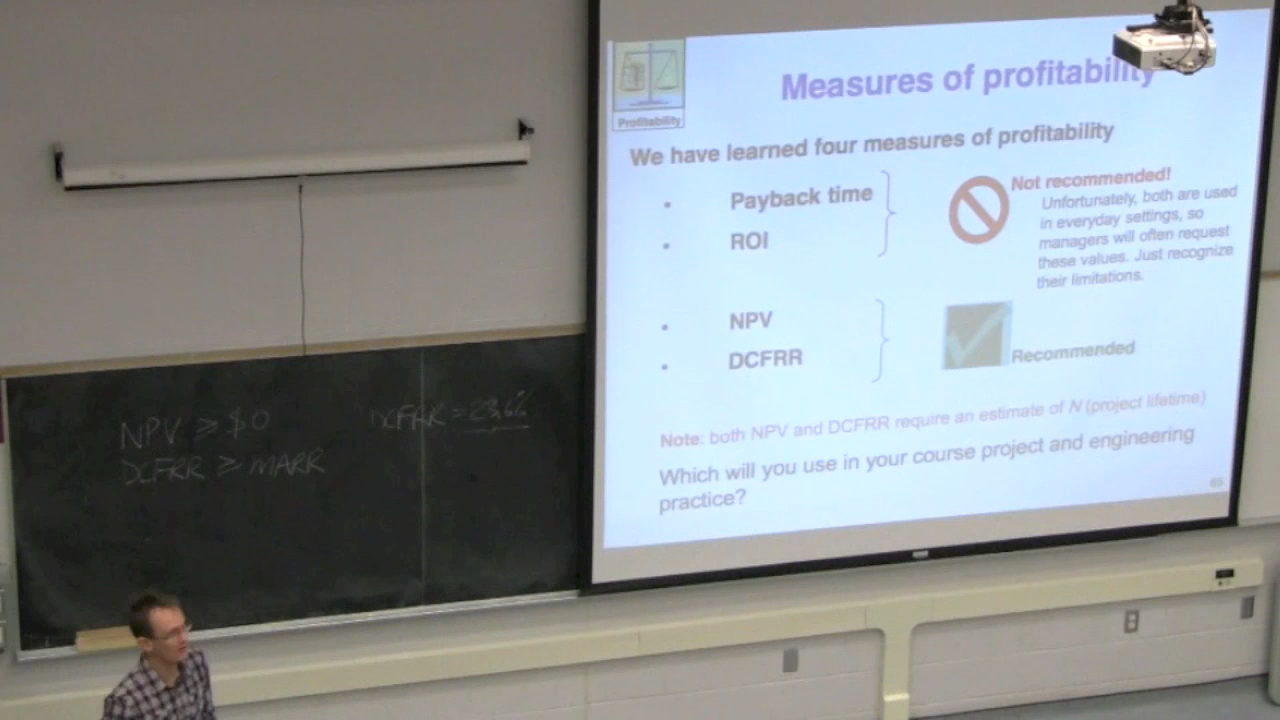 Profitability
Measures of profitability
We have learned four measures of profitability
• Payback time
• ROI
Not recommended!
Unfortunately, both are used
in everyday settings, so
managers will often request
these values. Just recognize
their limitations.
• NPV
• DCFRR
Recommended
Note: both NPV and DCFRR require an estimate of N (project lifetime)
Which will you use in your course project and engineering
practice?
69
NPV ≥ $0
DCFRR ≥ MARR
DCFRR = 23,6%